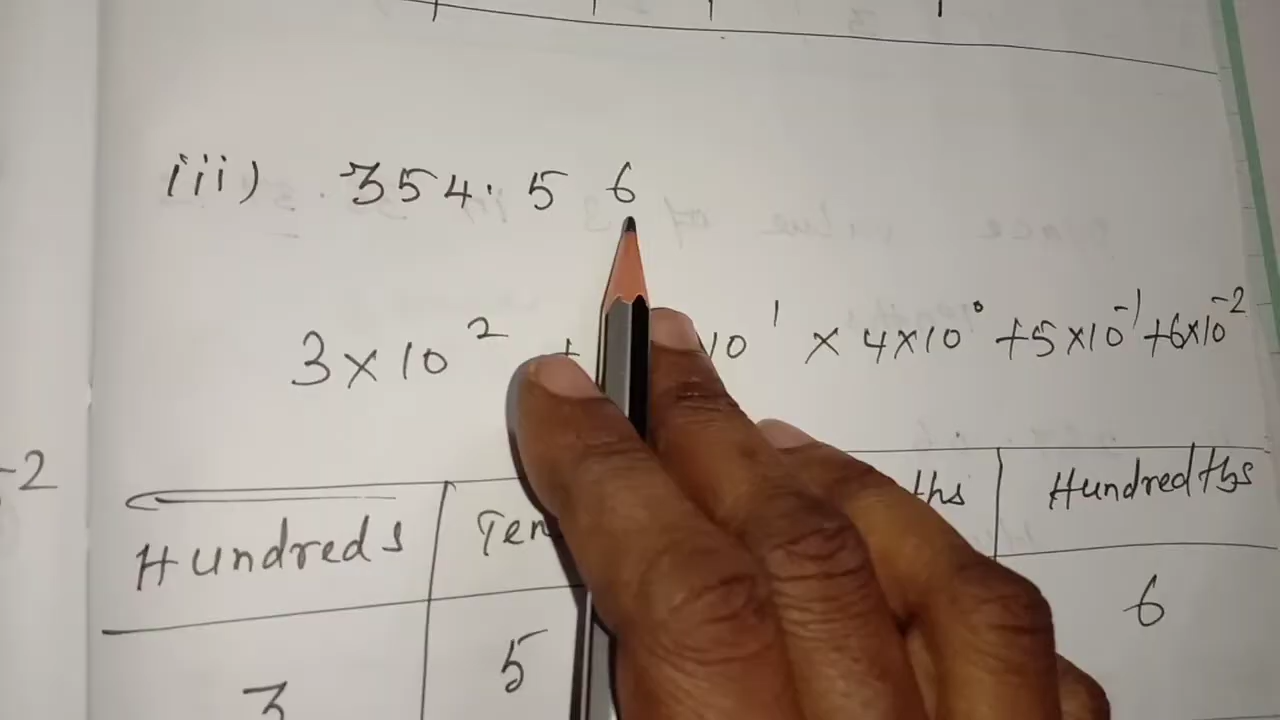 iii) 354.56
3×10² + 10¹ × 4×10⁰ +5×10⁻¹+6×10⁻²
-2
Hundreds Ten ths Hundredths
3 5 6